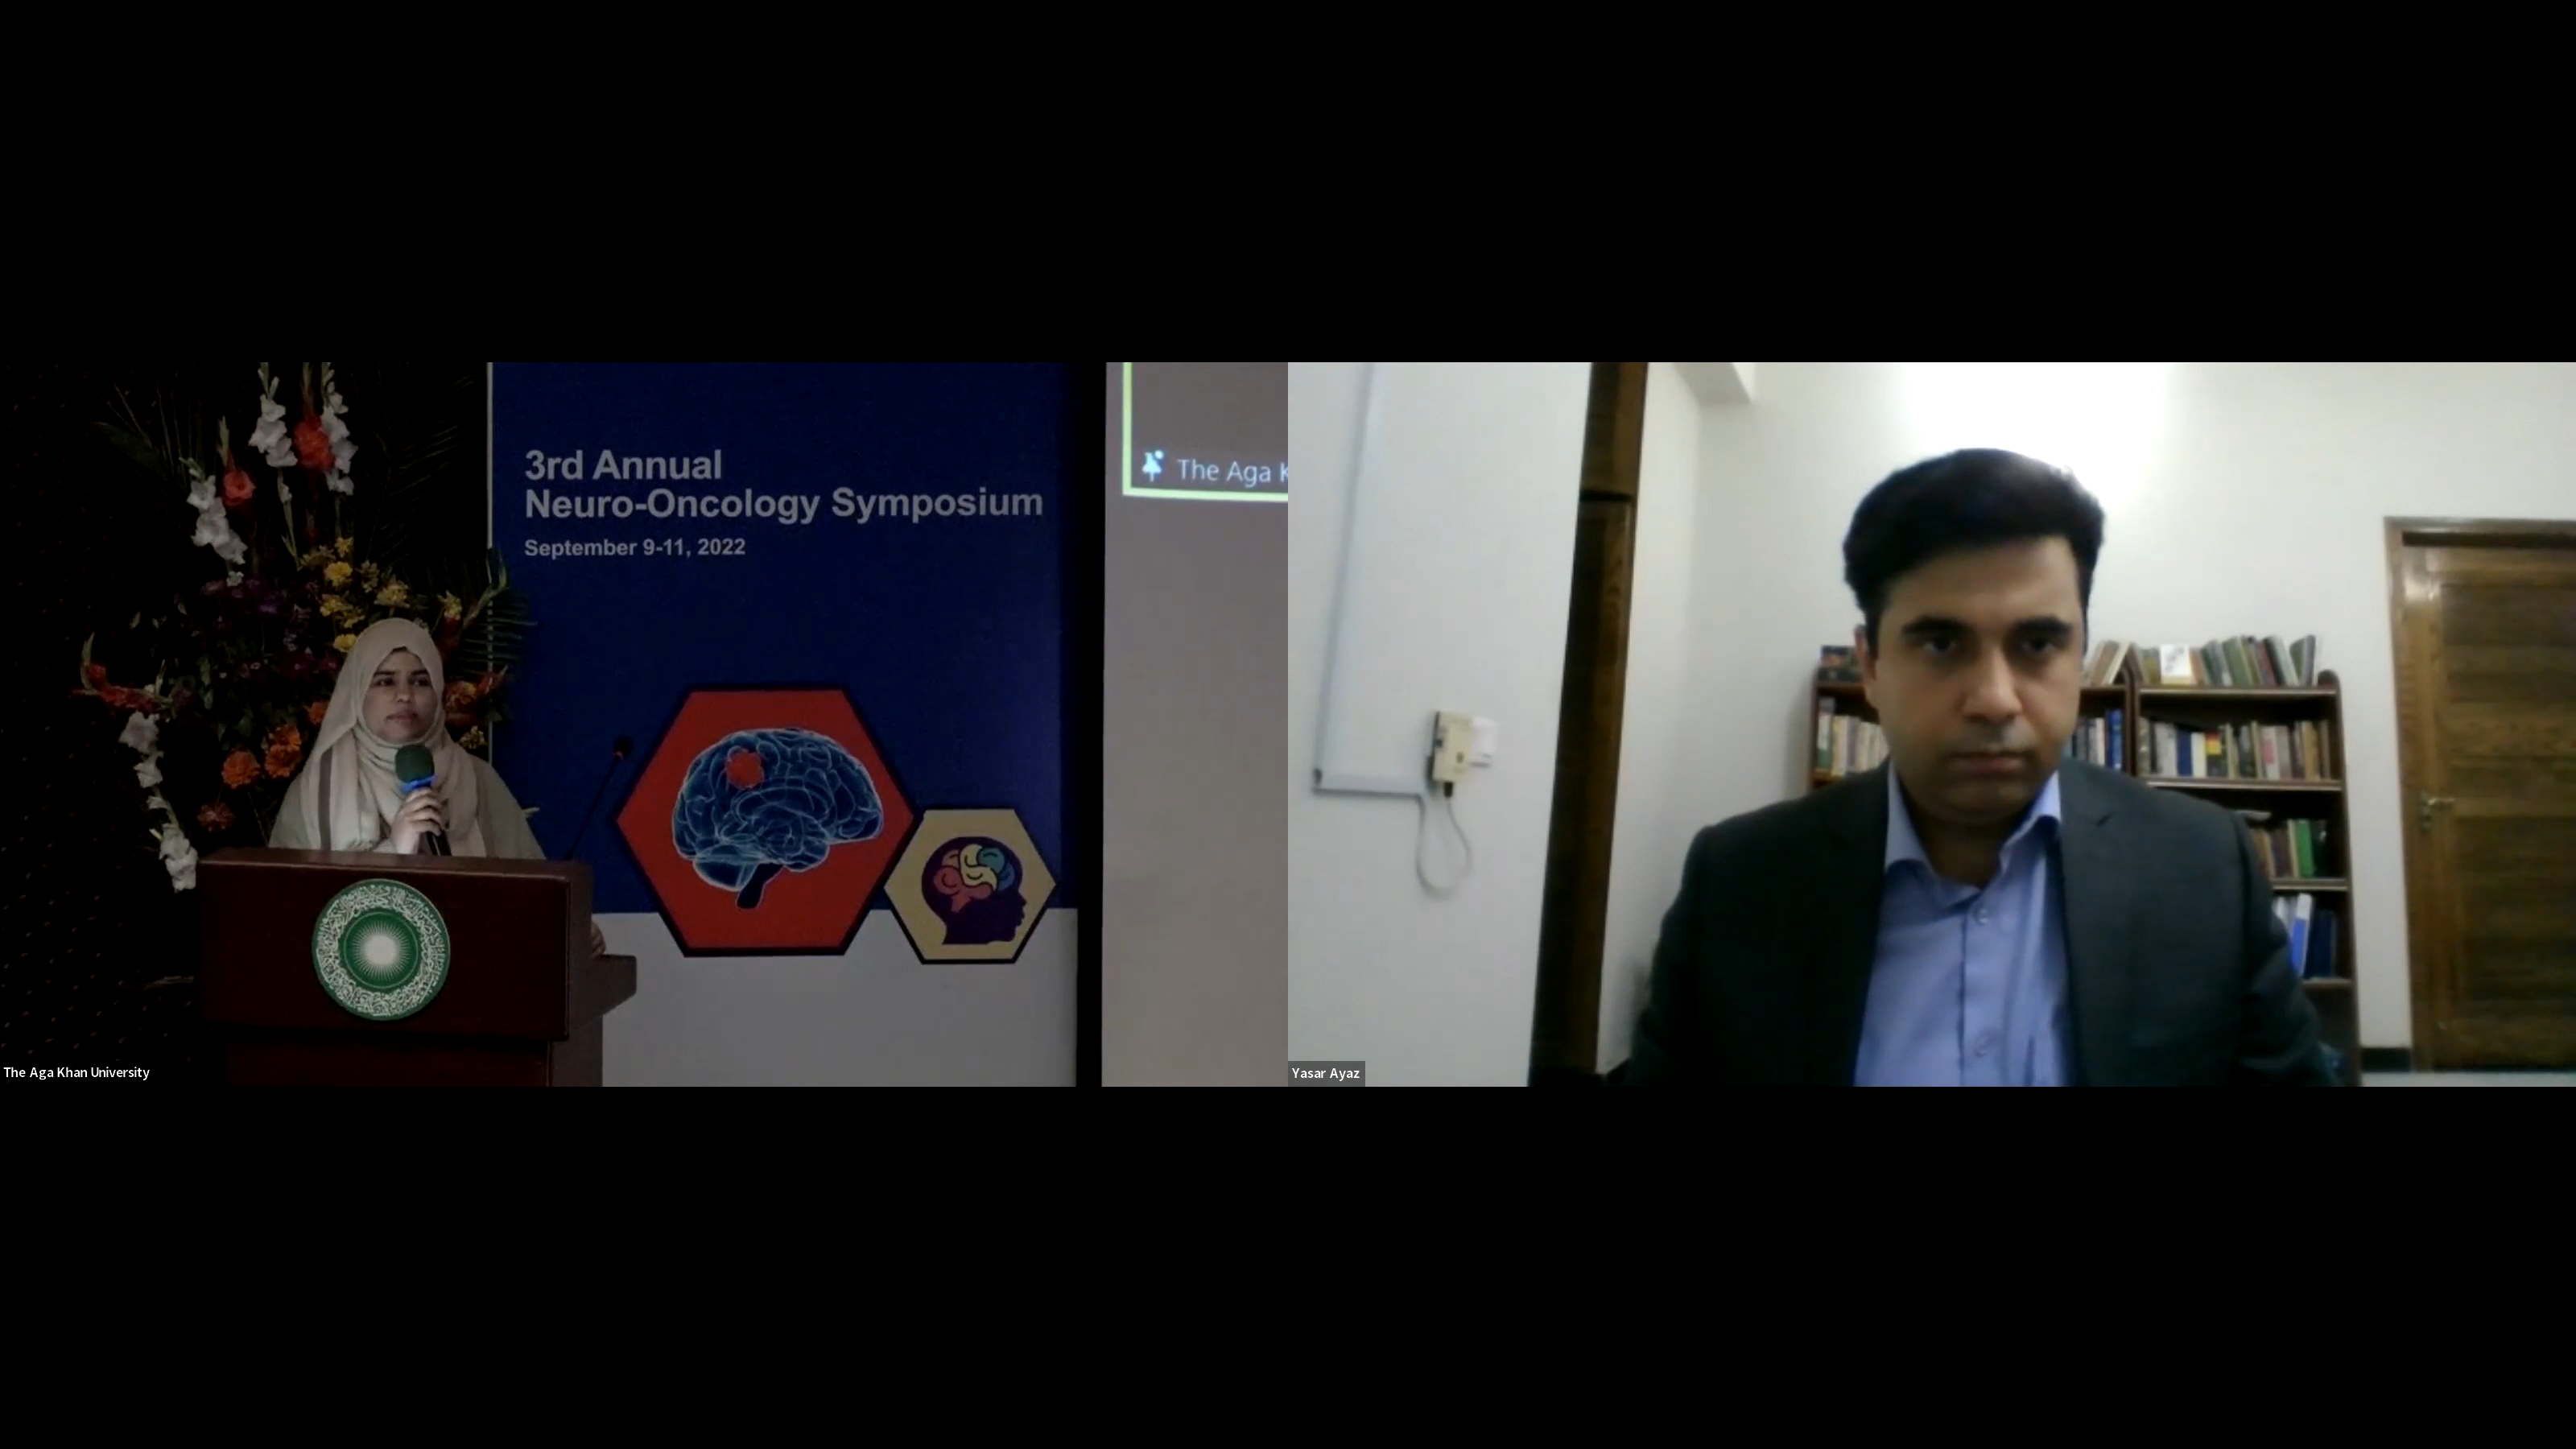 3rd Annual
Neuro-Oncology Symposium
September 9-11, 2022
The Aga K
The Aga Khan University
Yasar Ayaz